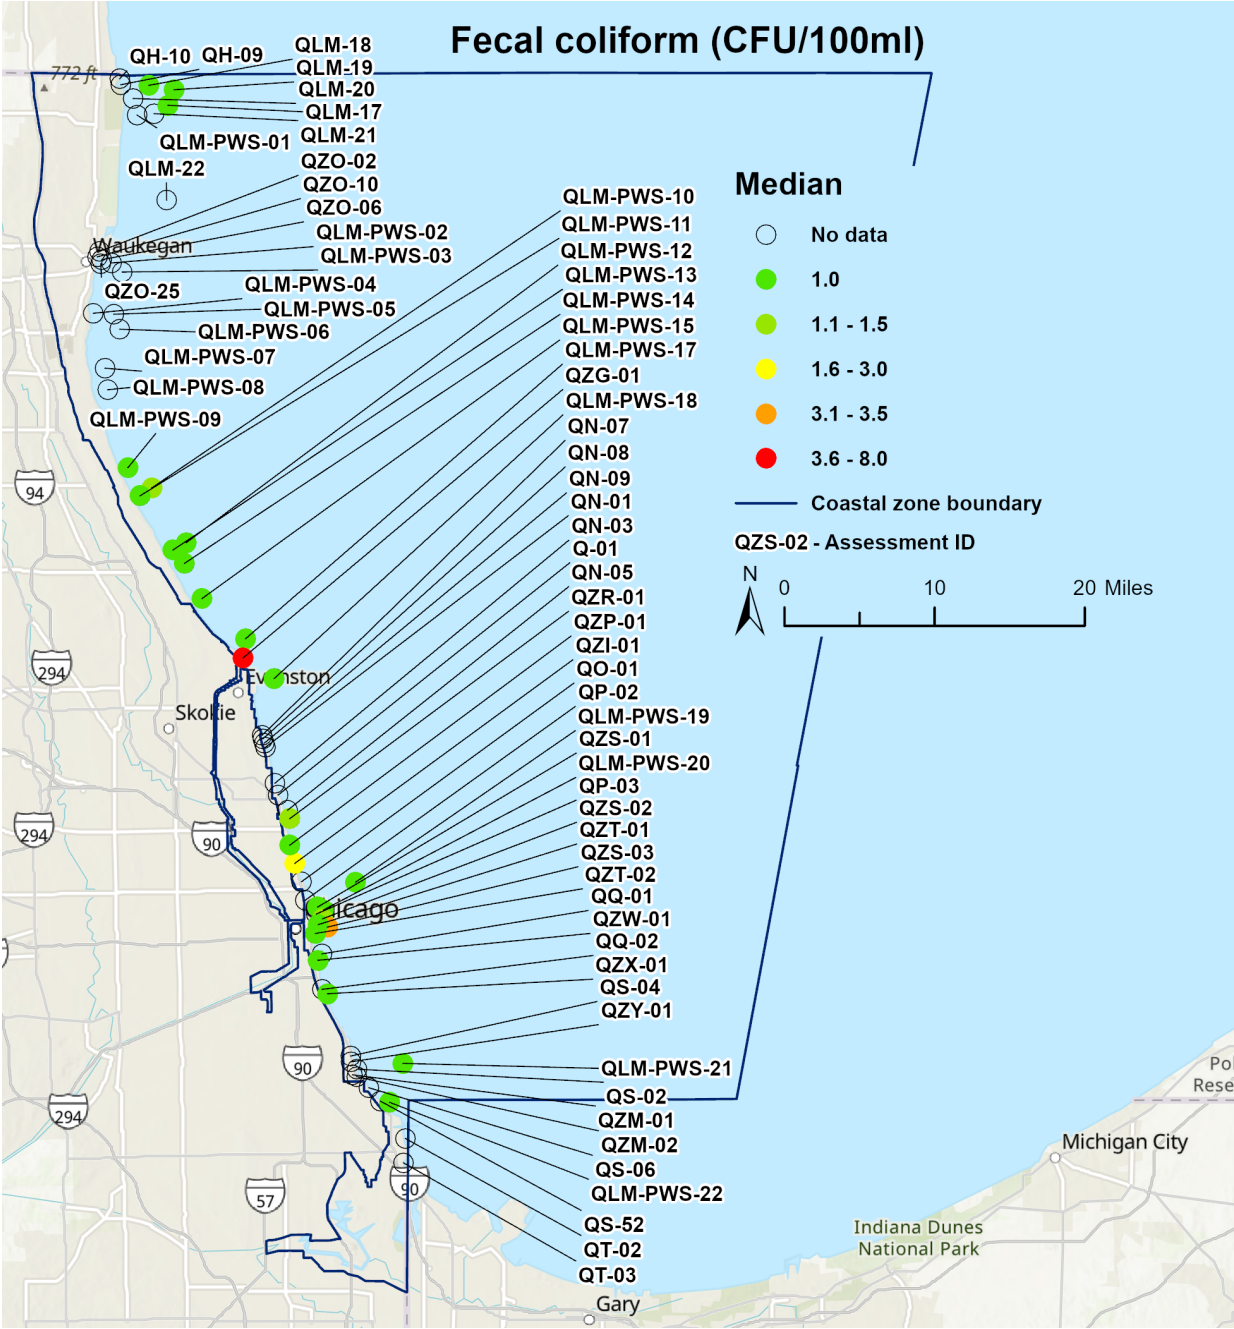 Fecal coliform (CFU/100ml)
QH-10
QH-09
QLM-18
QLM-19
QLM-20
QLM-17
QLM-21
QLM-PWS-01
QLM-22
772 ft
QZO-02
QZO-10
QZO-06
QLM-PWS-02
QLM-PWS-03
Waukegan
QZO-25
QLM-PWS-04
QLM-PWS-05
QLM-PWS-06
QLM-PWS-07
QLM-PWS-08
QLM-PWS-09
QLM-PWS-10
QLM-PWS-11
QLM-PWS-12
QLM-PWS-13
QLM-PWS-14
QLM-PWS-15
QLM-PWS-17
QZG-01
QLM-PWS-18
QN-07
QN-08
QN-09
QN-01
QN-03
Q-01
QN-05
QZR-01
QZP-01
QZI-01
QO-01
QP-02
QLM-PWS-19
QZS-01
QLM-PWS-20
QP-03
QZS-02
QZT-01
QZS-03
QZT-02
QQ-01
QZW-01
QQ-02
QZX-01
QS-04
QZY-01
QLM-PWS-21
QS-02
QZM-01
QZM-02
QS-06
QLM-PWS-22
QS-52
QT-02
QT-03
Median
No data
1.0
1.1 - 1.5
1.6 - 3.0
3.1 - 3.5
3.6 - 8.0
Coastal zone boundary
QZS-02 - Assessment ID
N
0 10 20 Miles
94
294
Evanston
Skokie
294
90
Chicago
90
294
57
90
Michigan City
Indiana Dunes
National Park
Gary